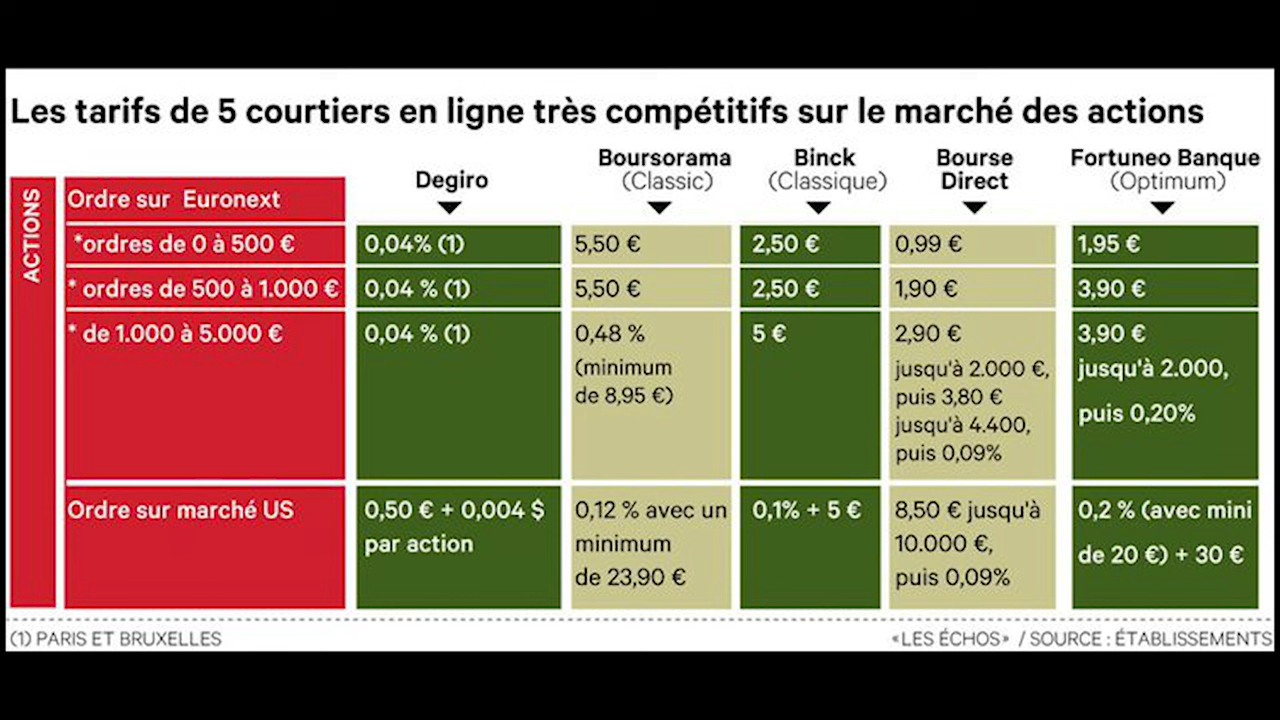 Les tarifs de 5 courtiers en ligne très compétitifs sur le marché des actions
Degiro
Boursorama
(Classic)
Binck
(Classique)
Bourse
Direct
Fortuneo Banque
(Optimum)
ACTIONS
Ordre sur Euronext
*ordres de 0 à 500 €
0,04% (1)
5,50 €
2,50 €
0,99 €
1,95 €
* ordres de 500 à 1.000 €
0,04 % (1)
5,50 €
2,50 €
1,90 €
3,90 €
* de 1.000 à 5.000 €
0,04 % (1)
0,48 %
(minimum
de 8,95 €)
5 €
2,90 €
jusqu'à 2.000 €,
puis 3,80 €
jusqu'à 4.400,
puis 0,09%
3,90 €
jusqu'à 2.000,
puis 0,20%
Ordre sur marché US
0,50 € + 0,004 $
par action
0,12 % avec un
minimum
de 23,90 €
0,1% + 5 €
8,50 € jusqu'à
10.000 €,
puis 0,09%
0,2 % (avec mini
de 20 €) + 30 €
(1) PARIS ET BRUXELLES
«LES ÉCHOS» / SOURCE : ÉTABLISSEMENTS